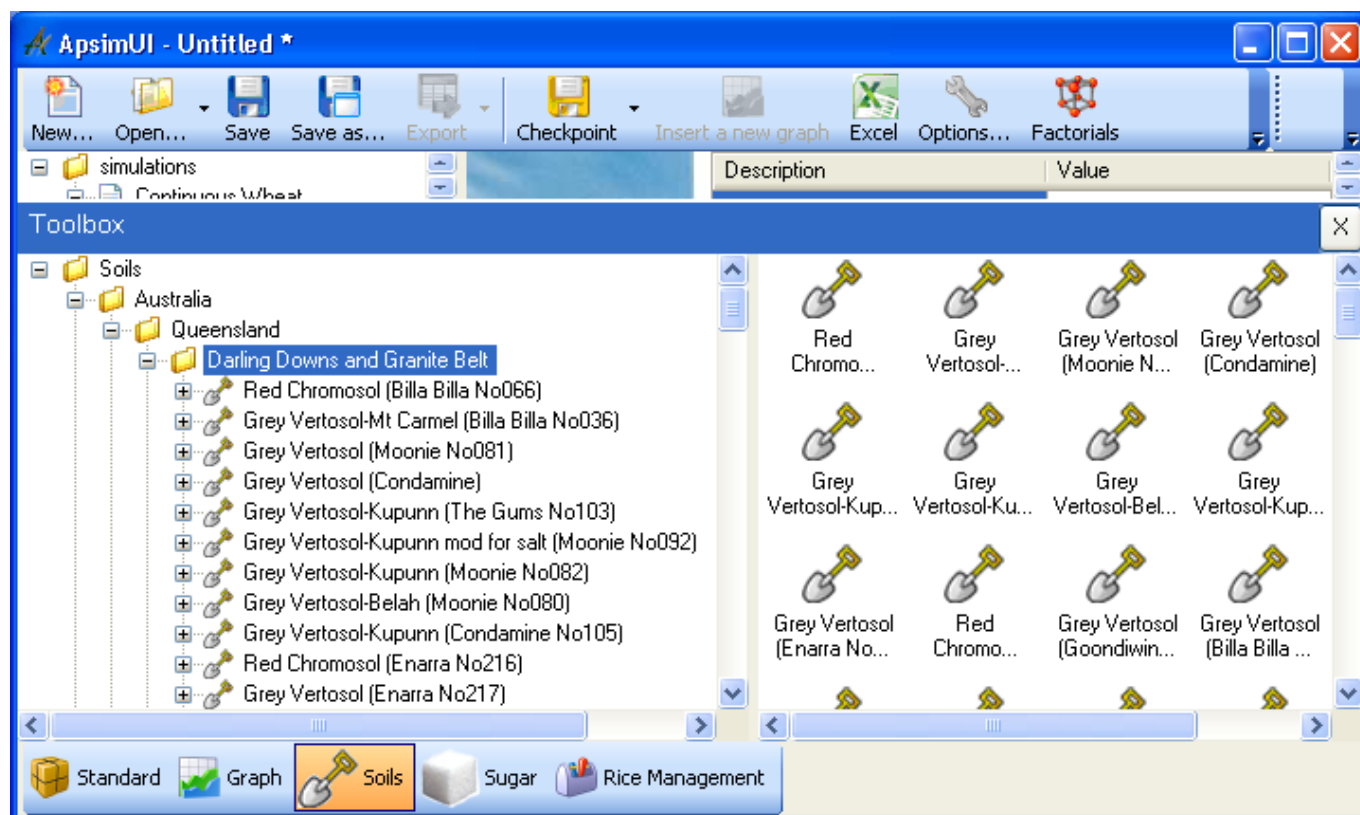 ApsimUI - Untitled *
New... Open... Save Save as... Export Checkpoint Insert a new graph Excel Options... Factorials
simulations
Continuous Wheat
Description Value
Toolbox
Soils
Australia
Queensland
Darling Downs and Granite Belt
Red Chromosol (Billa Billa No066)
Grey Vertosol-Mt Carmel (Billa Billa No036)
Grey Vertosol (Moonie No081)
Grey Vertosol (Condamine)
Grey Vertosol-Kupunn (The Gums No103)
Grey Vertosol-Kupunn mod for salt (Moonie No092)
Grey Vertosol-Kupunn (Moonie No082)
Grey Vertosol-Belah (Moonie No080)
Grey Vertosol-Kupunn (Condamine No105)
Red Chromosol (Enarra No216)
Grey Vertosol (Enarra No217)
Red Grey Grey Vertosol Grey Vertosol
Chromo... Vertosol-... (Moonie N... (Condamine)
Grey Grey Grey Grey
Vertosol-Kup... Vertosol-Ku... Vertosol-Bel... Vertosol-Kup...
Grey Vertosol Red Grey Vertosol Grey Vertosol
(Enarra No... Chromo... (Goondiwin... (Billa Billa ...
Standard Graph Soils Sugar Rice Management